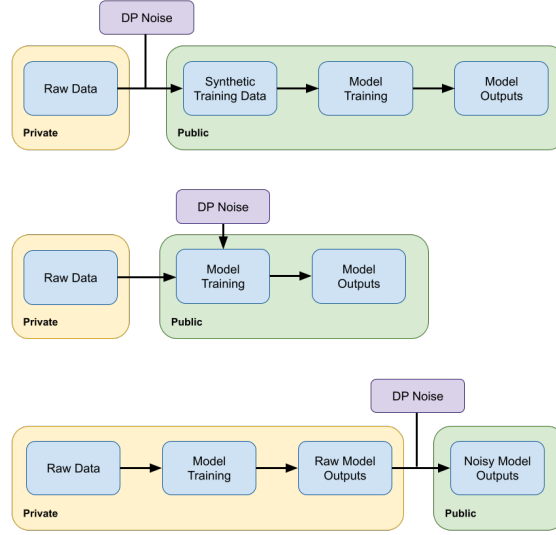 DP Noise
Raw Data
Synthetic
Training Data
Model
Training
Model
Outputs
Private
Public
DP Noise
Raw Data
Model
Training
Model
Outputs
Private
Public
DP Noise
Raw Data
Model
Training
Raw Model
Outputs
Noisy Model
Outputs
Private
Public